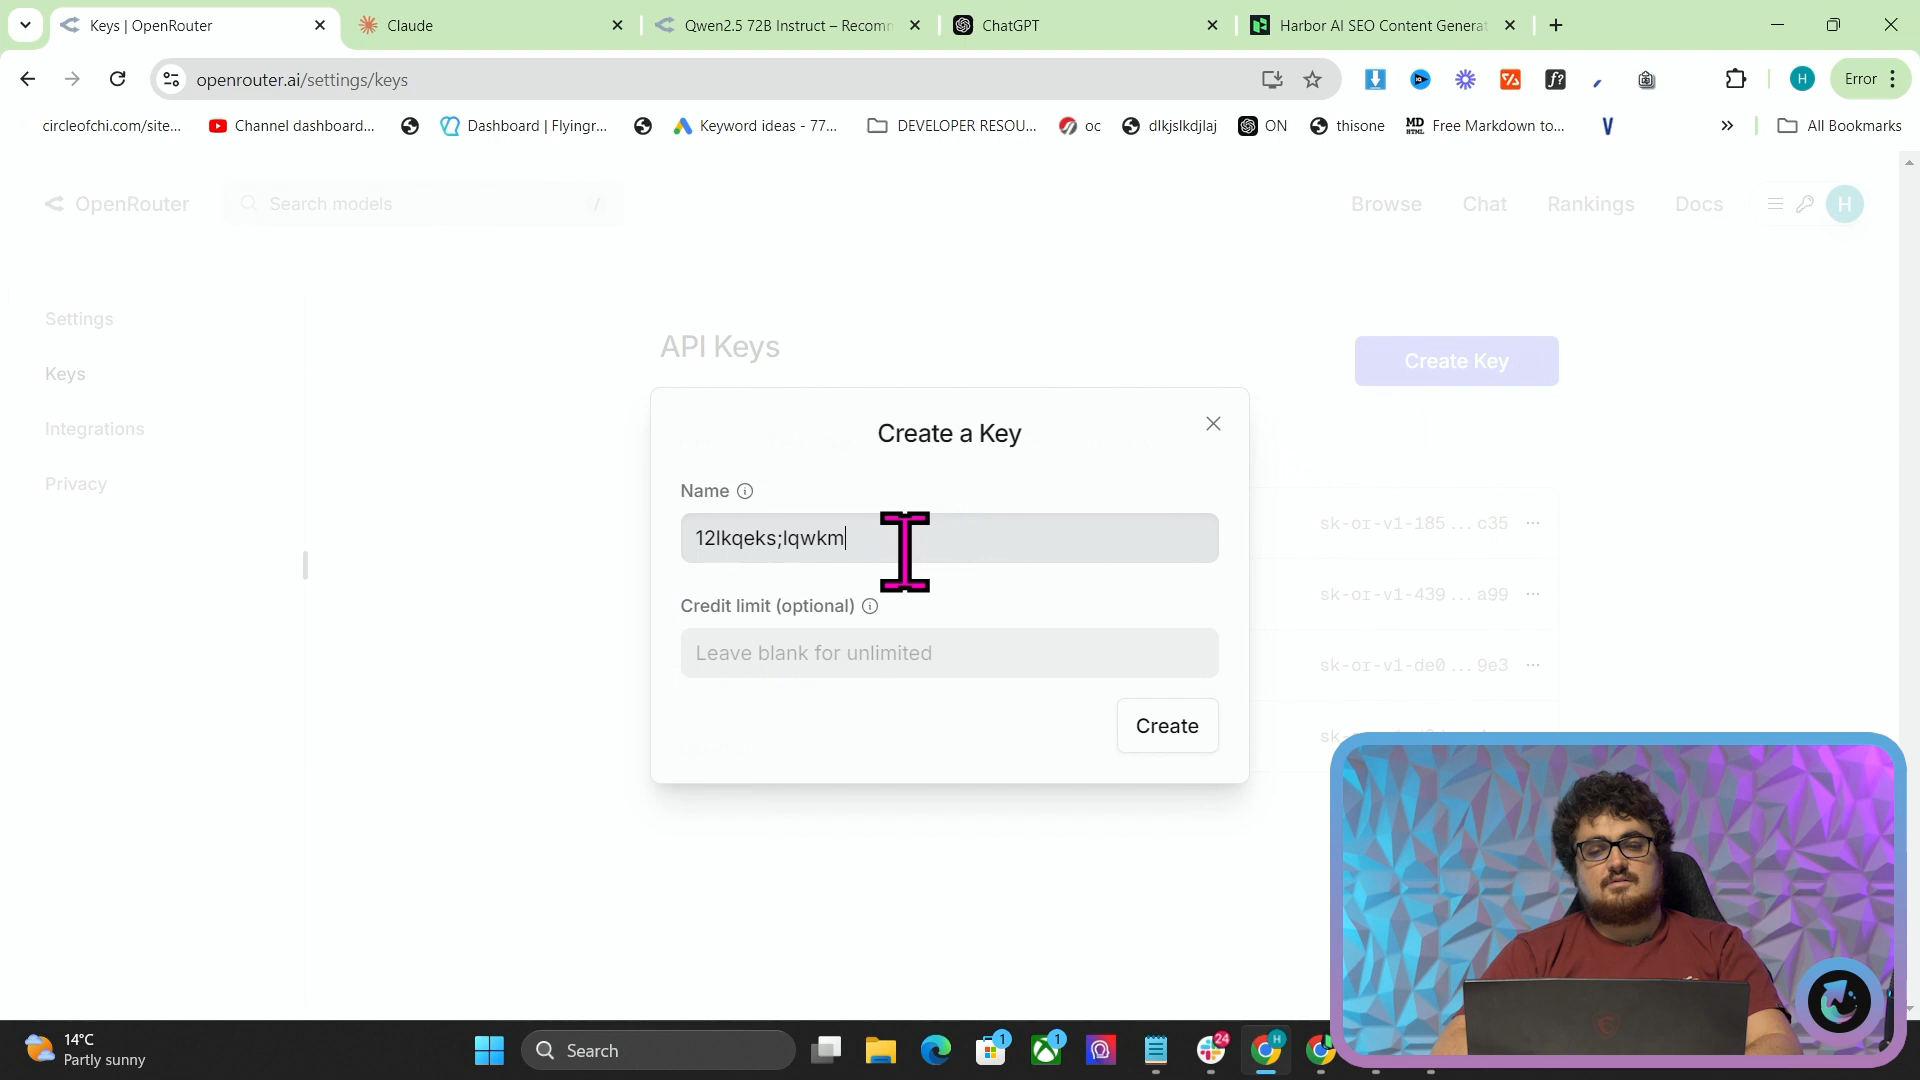 Keys | OpenRouter
Claude
Qwen2.5 72B Instruct – Recomm
ChatGPT
Harbor AI SEO Content Generat
openrouter.ai/settings/keys
Error
circleofchi.com/site...
Channel dashboard...
Dashboard | Flyingr...
Keyword ideas - 77...
DEVELOPER RESOU...
oc
dlkjslkdjlaj
ON
thisone
Free Markdown to...
All Bookmarks
OpenRouter
Search models
/
Browse
Chat
Rankings
Docs
H
Settings
Keys
Integrations
Privacy
API Keys
Create Key
Create a Key
Name
12lkqeks;lqwkm
Credit limit (optional)
Leave blank for unlimited
Create
sk-or-v1-185...c35
sk-or-v1-439...a99
sk-or-v1-de0...9e3
14°C
Partly sunny
Search
1
1
24